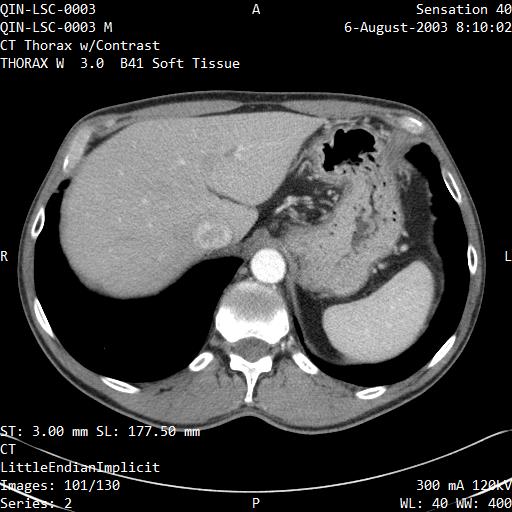 QIN-LSC-0003
A
Sensation 40
QIN-LSC-0003 M
6-August-2003 8:10:02
CT Thorax w/Contrast
THORAX W  3.0  B41 Soft Tissue
R
L
ST: 3.00 mm SL: 177.50 mm
CT
LittleEndianImplicit
Images: 101/130
300 mA 120kV
Series: 2
P
WL: 40 WW: 400